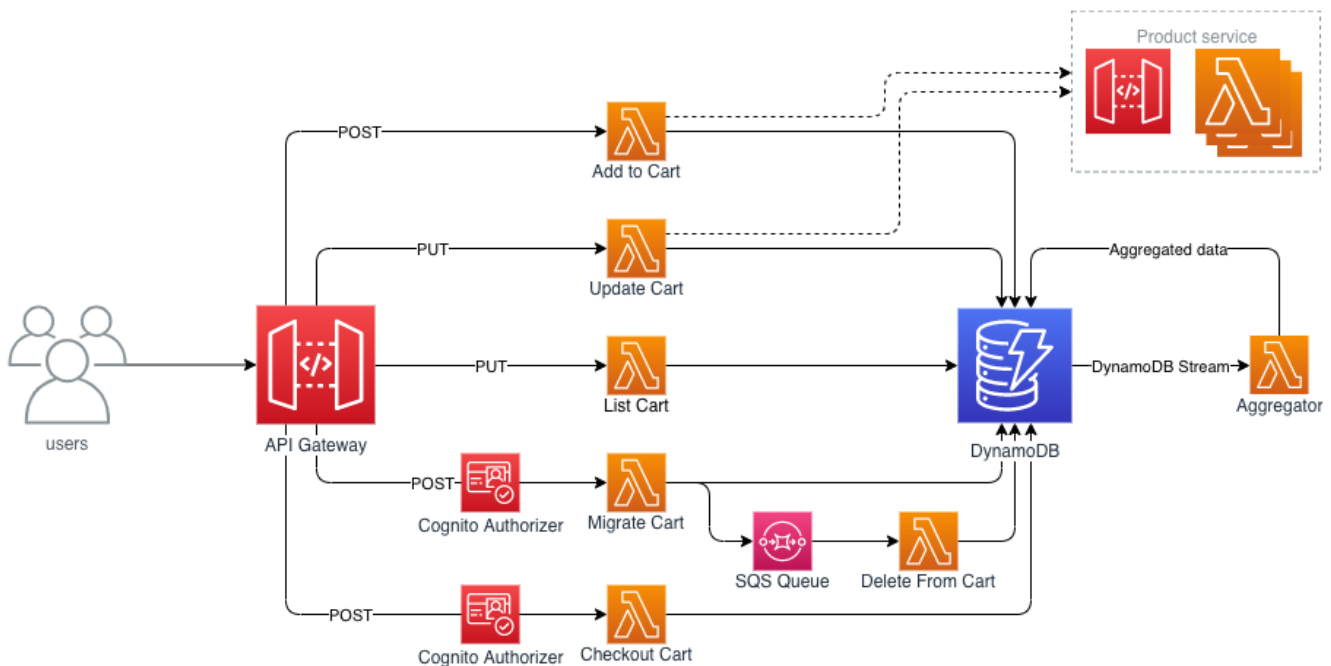 Product service
POST
Add to Cart
PUT
Update Cart
Aggregated data
users
API Gateway
PUT
List Cart
DynamoDB
DynamoDB Stream
Aggregator
POST
Cognito Authorizer
Migrate Cart
SQS Queue
Delete From Cart
POST
Cognito Authorizer
Checkout Cart